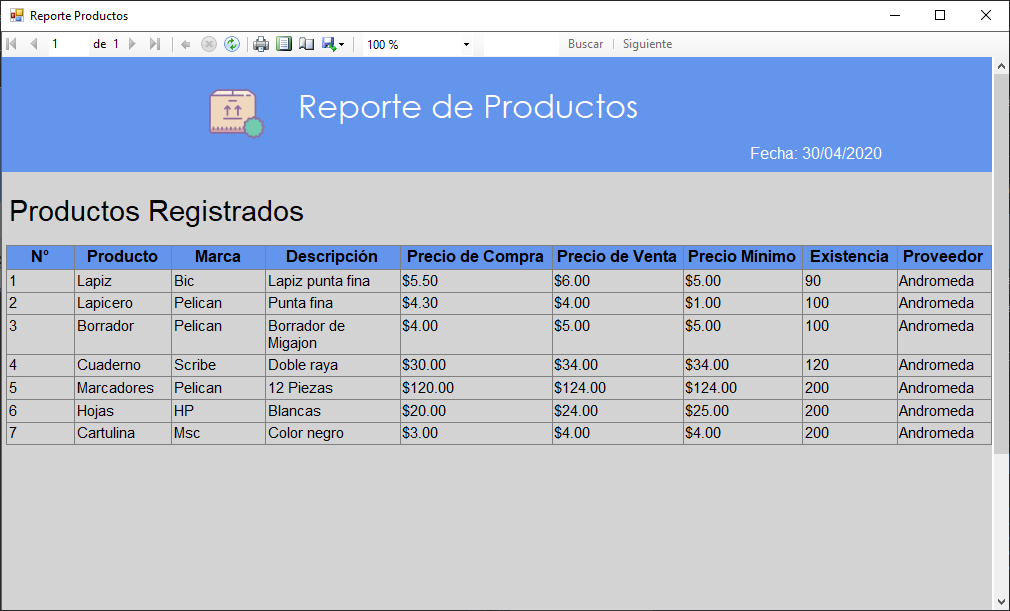 Reporte Productos
1 de 1 100 % Buscar Siguiente
Reporte de Productos
Fecha: 30/04/2020
Productos Registrados
N° Producto Marca Descripción Precio de Compra Precio de Venta Precio Mínimo Existencia Proveedor
1 Lapiz Bic Lapiz punta fina $5.50 $6.00 $5.00 90 Andromeda
2 Lapicero Pelican Punta fina $4.30 $4.00 $1.00 100 Andromeda
3 Borrador Pelican Borrador de $4.00 $5.00 $5.00 100 Andromeda
Migajon
4 Cuaderno Scribe Doble raya $30.00 $34.00 $34.00 120 Andromeda
5 Marcadores Pelican 12 Piezas $120.00 $124.00 $124.00 200 Andromeda
6 Hojas HP Blancas $20.00 $24.00 $25.00 200 Andromeda
7 Cartulina Msc Color negro $3.00 $4.00 $4.00 200 Andromeda